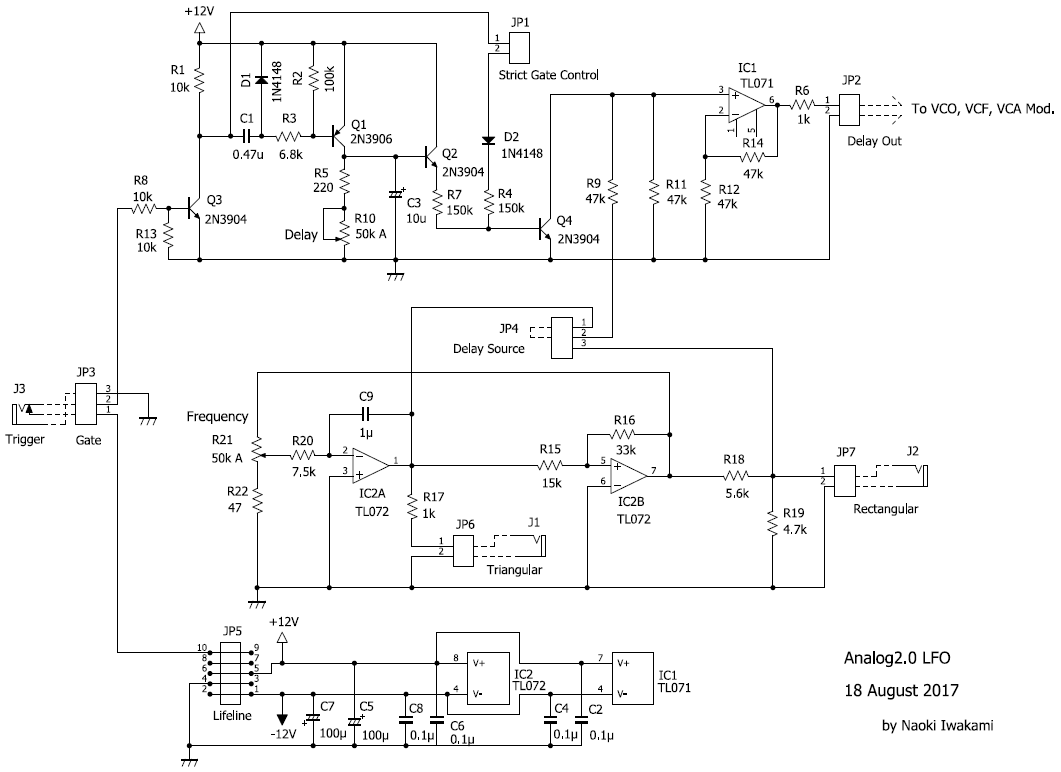 +12V
JP1
1
2
Strict Gate Control
R1
10k
D1
1N4148
R2
100k
IC1
TL071
3
2
6
1
5
R6
1k
JP2
1
2
To VCO, VCF, VCA Mod.
Delay Out
C1
0.47u
R3
6.8k
Q1
2N3906
D2
1N4148
R14
47k
Q2
2N3904
R8
10k
Q3
2N3904
R5
220
R7
150k
R4
150k
R9
47k
R11
47k
R12
47k
C3
10u
R10
50k A
Delay
Q4
2N3904
R13
10k
JP4
1
2
3
Delay Source
J3
Trigger
JP3
3
2
1
Gate
C9
1µ
Frequency
R21
50k A
R20
7.5k
2
3
1
IC2A
TL072
R16
33k
R15
15k
5
6
7
IC2B
TL072
R18
5.6k
JP7
1
2
J2
Rectangular
R22
47
R17
1k
R19
4.7k
JP6
1
2
J1
Triangular
+12V
JP5
10
8
6
4
2
9
7
5
3
1
Lifeline
-12V
8
4
V+
V-
IC2
TL072
7
4
V+
V-
IC1
TL071
C7
100µ
C5
100µ
C8
0.1µ
C6
0.1µ
C4
0.1µ
C2
0.1µ
Analog2.0 LFO
18 August 2017
by Naoki Iwakami